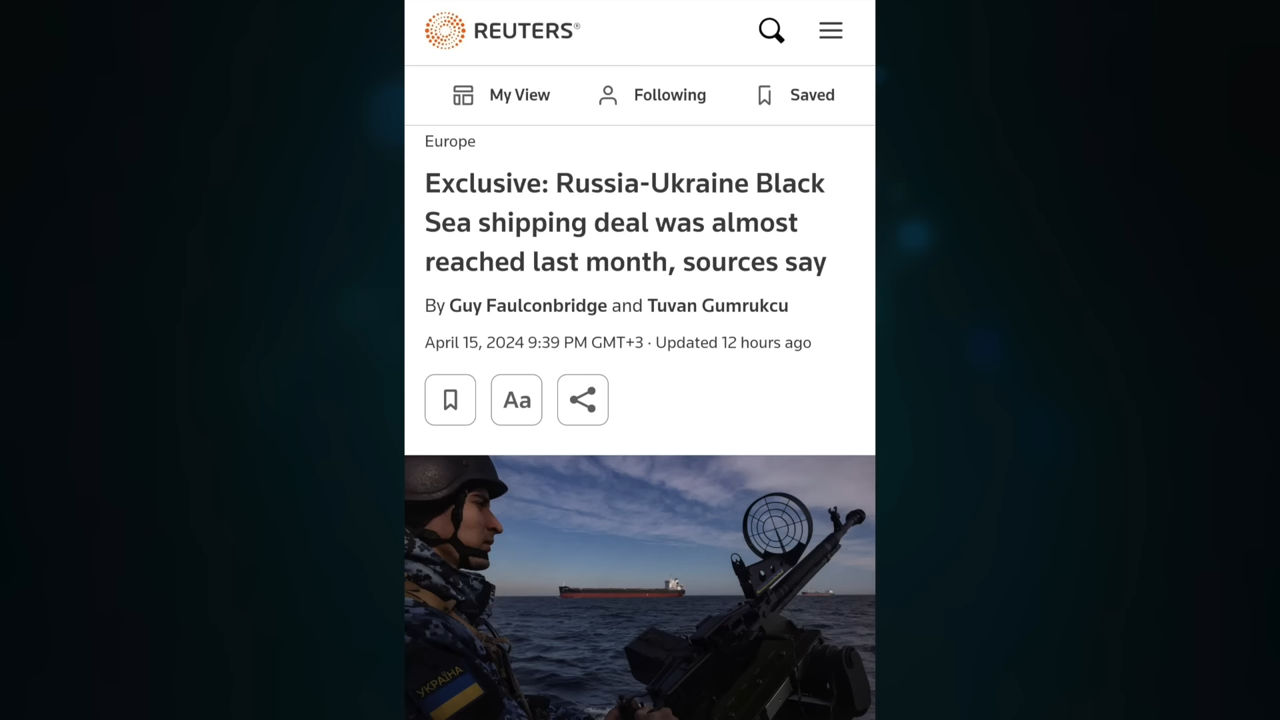 REUTERS®
My View
Following
Saved
Europe
Exclusive: Russia-Ukraine Black
Sea shipping deal was almost
reached last month, sources say
By Guy Faulconbridge and Tuvan Gumrukcu
April 15, 2024 9:39 PM GMT+3 · Updated 12 hours ago
Aa
УКРАЇНА